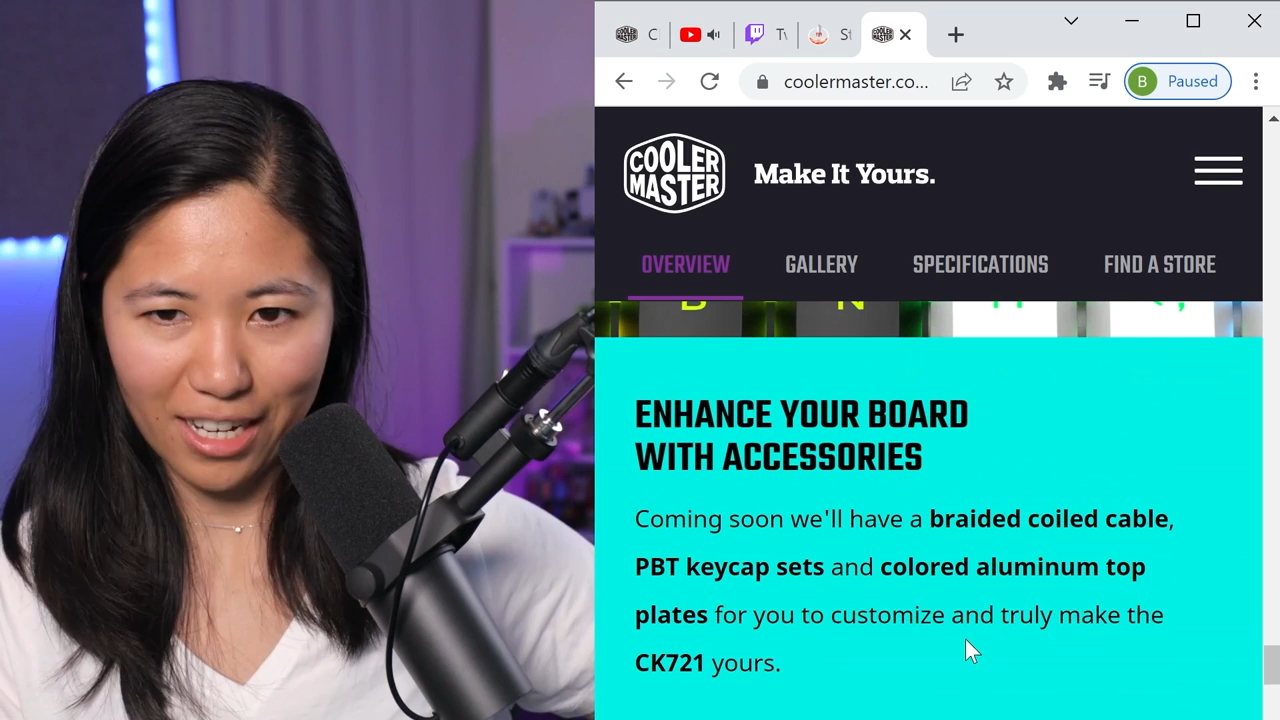 C
Tv
St
coolermaster.co...
B
Paused
COOLER
MASTER
Make It Yours.
OVERVIEW
GALLERY
SPECIFICATIONS
FIND A STORE
B
N
ENHANCE YOUR BOARD
WITH ACCESSORIES
Coming soon we'll have a braided coiled cable,
PBT keycap sets and colored aluminum top
plates for you to customize and truly make the
CK721 yours.